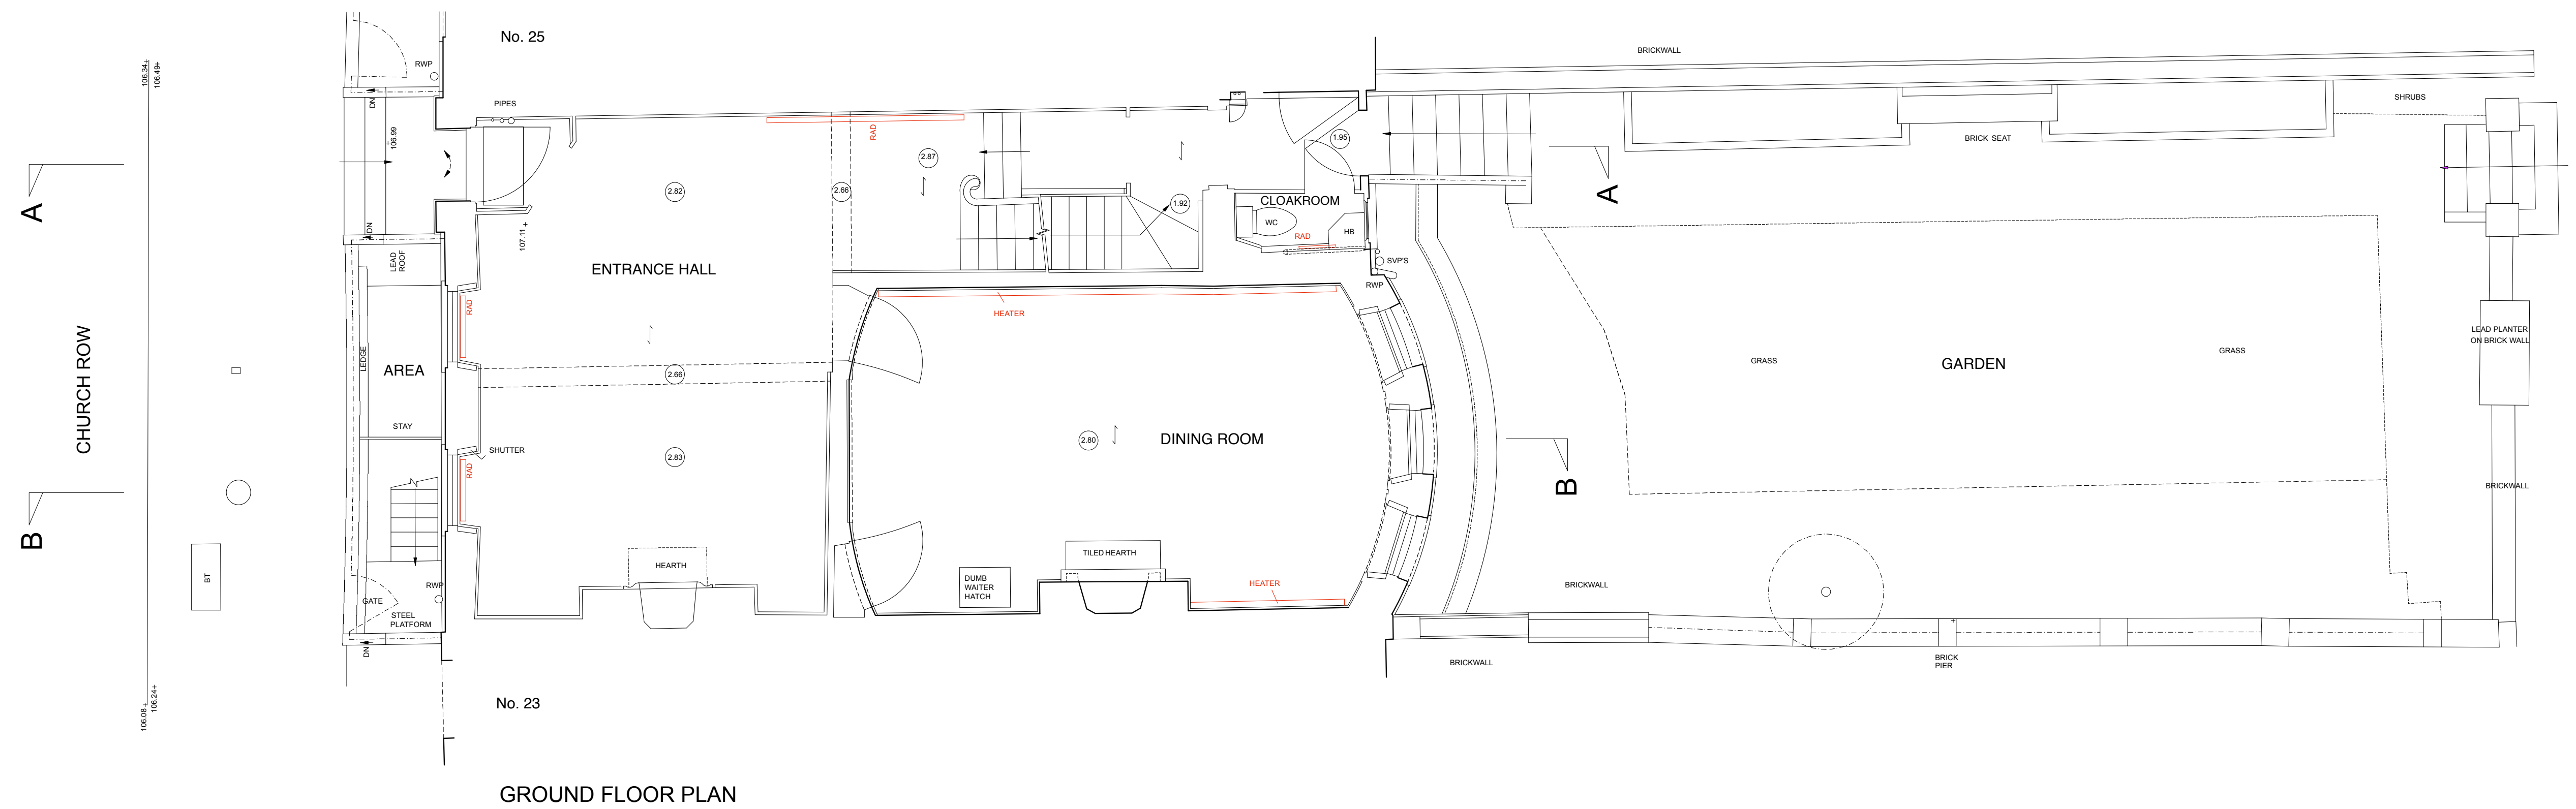 No. 25
BRICKWALL
RWP
106.34+
106.49+
DN
PIPES
SHRUBS
106.99
+
RAD
1.95
BRICK SEAT
2.87
2.82
2.66
1.92
CLOAKROOM
WC
HB
RAD
A
A
DN
107.11 +
LEAD
ROOF
ENTRANCE HALL
SVP'S
RWP
RAD
HEATER
CHURCH ROW
LEDGE
AREA
LEAD PLANTER
ON BRICK WALL
GRASS
GARDEN
GRASS
2.66
STAY
SHUTTER
2.83
RAD
2.80
DINING ROOM
B
B
BRICKWALL
BT
TILED HEARTH
HEARTH
DUMB
WAITER
HATCH
HEATER
BRICKWALL
RWP
GATE
STEEL
PLATFORM
DN
BRICKWALL
BRICK
PIER
106.08 +
106.24+
No. 23
GROUND FLOOR PLAN